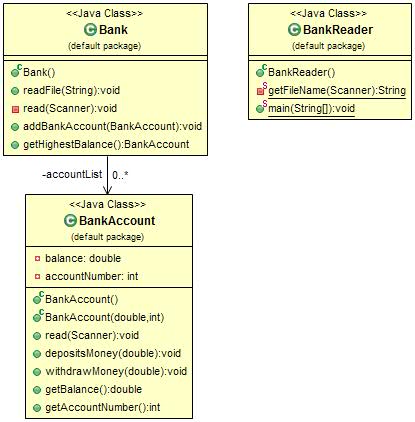 <<Java Class>>
Bank
(default package)
Bank()
readFile(String):void
read(Scanner):void
addBankAccount(BankAccount):void
getHighestBalance():BankAccount
<<Java Class>>
BankReader
(default package)
BankReader()
getFileName(Scanner):String
main(String[]):void
-accountList 0..*
<<Java Class>>
BankAccount
(default package)
balance: double
accountNumber: int
BankAccount()
BankAccount(double,int)
read(Scanner):void
depositsMoney(double):void
withdrawMoney(double):void
getBalance():double
getAccountNumber():int